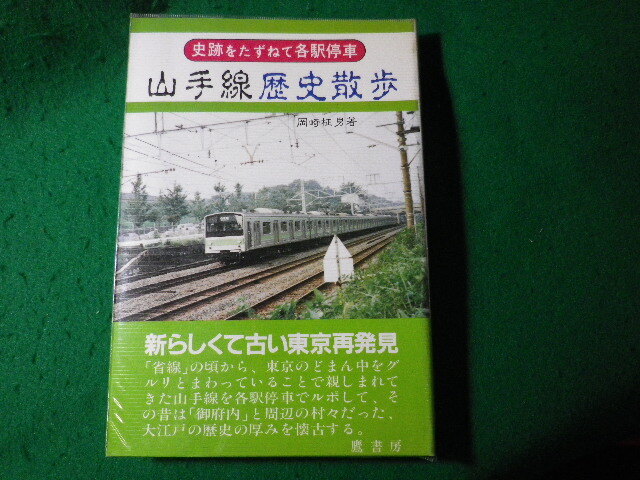 史跡をたずねて各駅停車
山手線歴史散歩
岡崎柾男著
新らしくて古い東京再発見
「省線」の頃から、東京のどまん中をグ
ルリとまわっていることで親しまれて
きた山手線を各駅停車でルポして、そ
の昔は「御府内」と周辺の村々だった、
大江戸の歴史の厚みを懐古する。
鷹書房